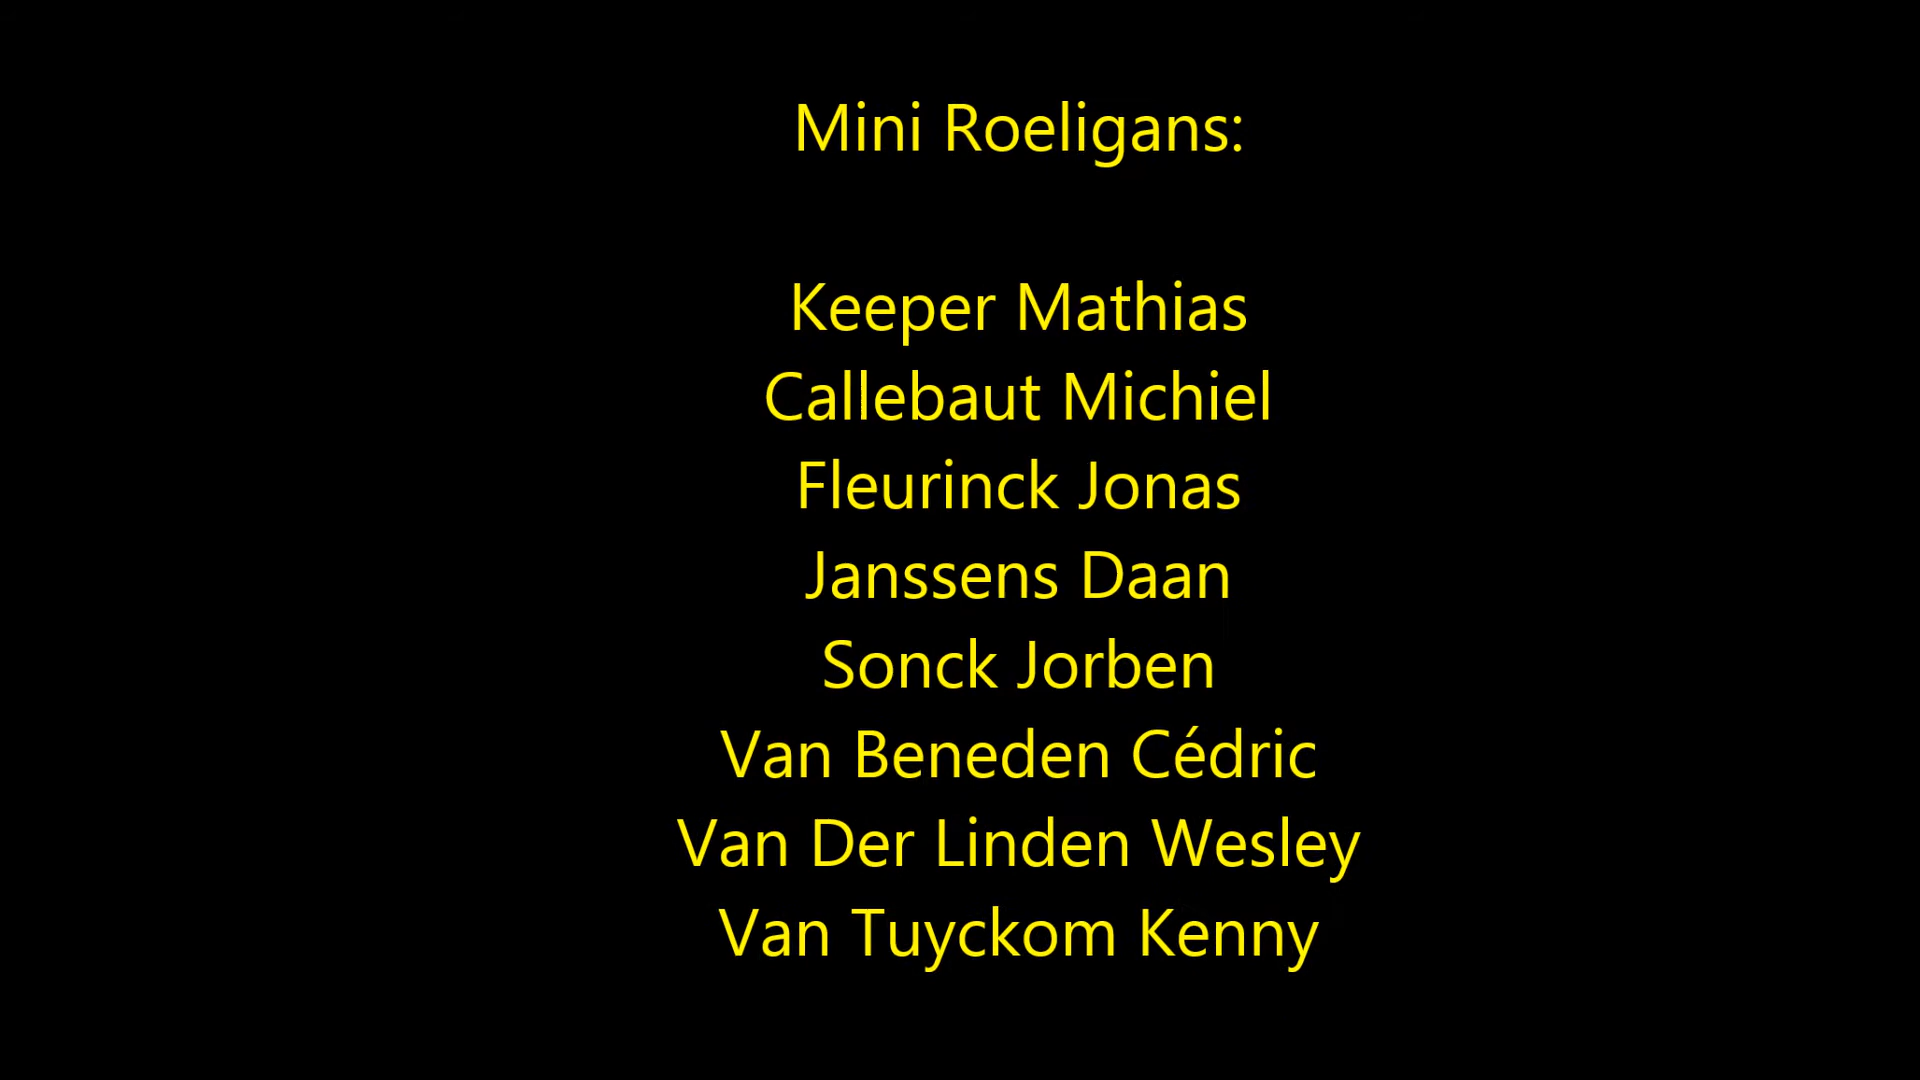 Mini Roeligans:
Keeper Mathias
Callebaut Michiel
Fleurinck Jonas
Janssens Daan
Sonck Jorben
Van Beneden Cédric
Van Der Linden Wesley
Van Tuyckom Kenny